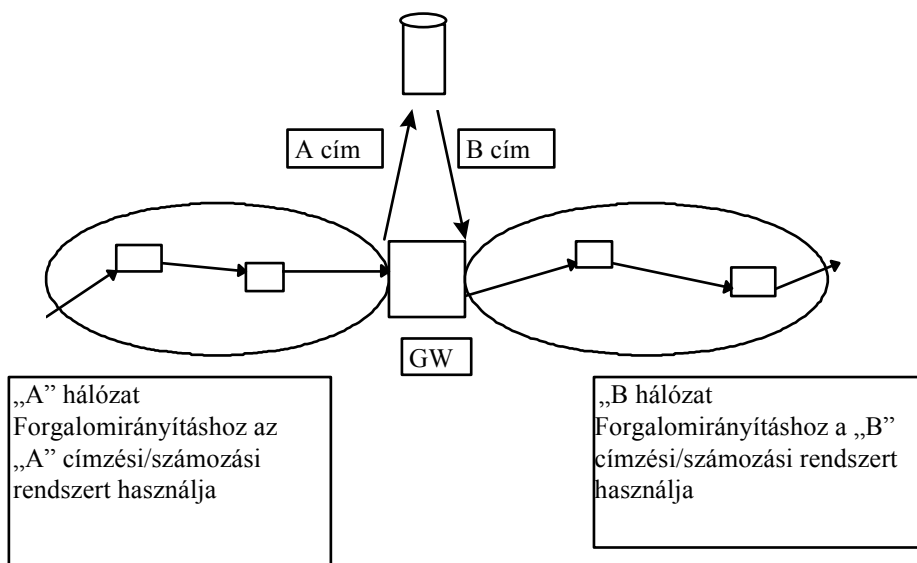 A cím
B cím
GW
„A” hálózat
Forgalomirányításhoz az
„A” címzési/számozási
rendszert használja
„B hálózat
Forgalomirányításhoz a „B”
címzési/számozási rendszert
használja